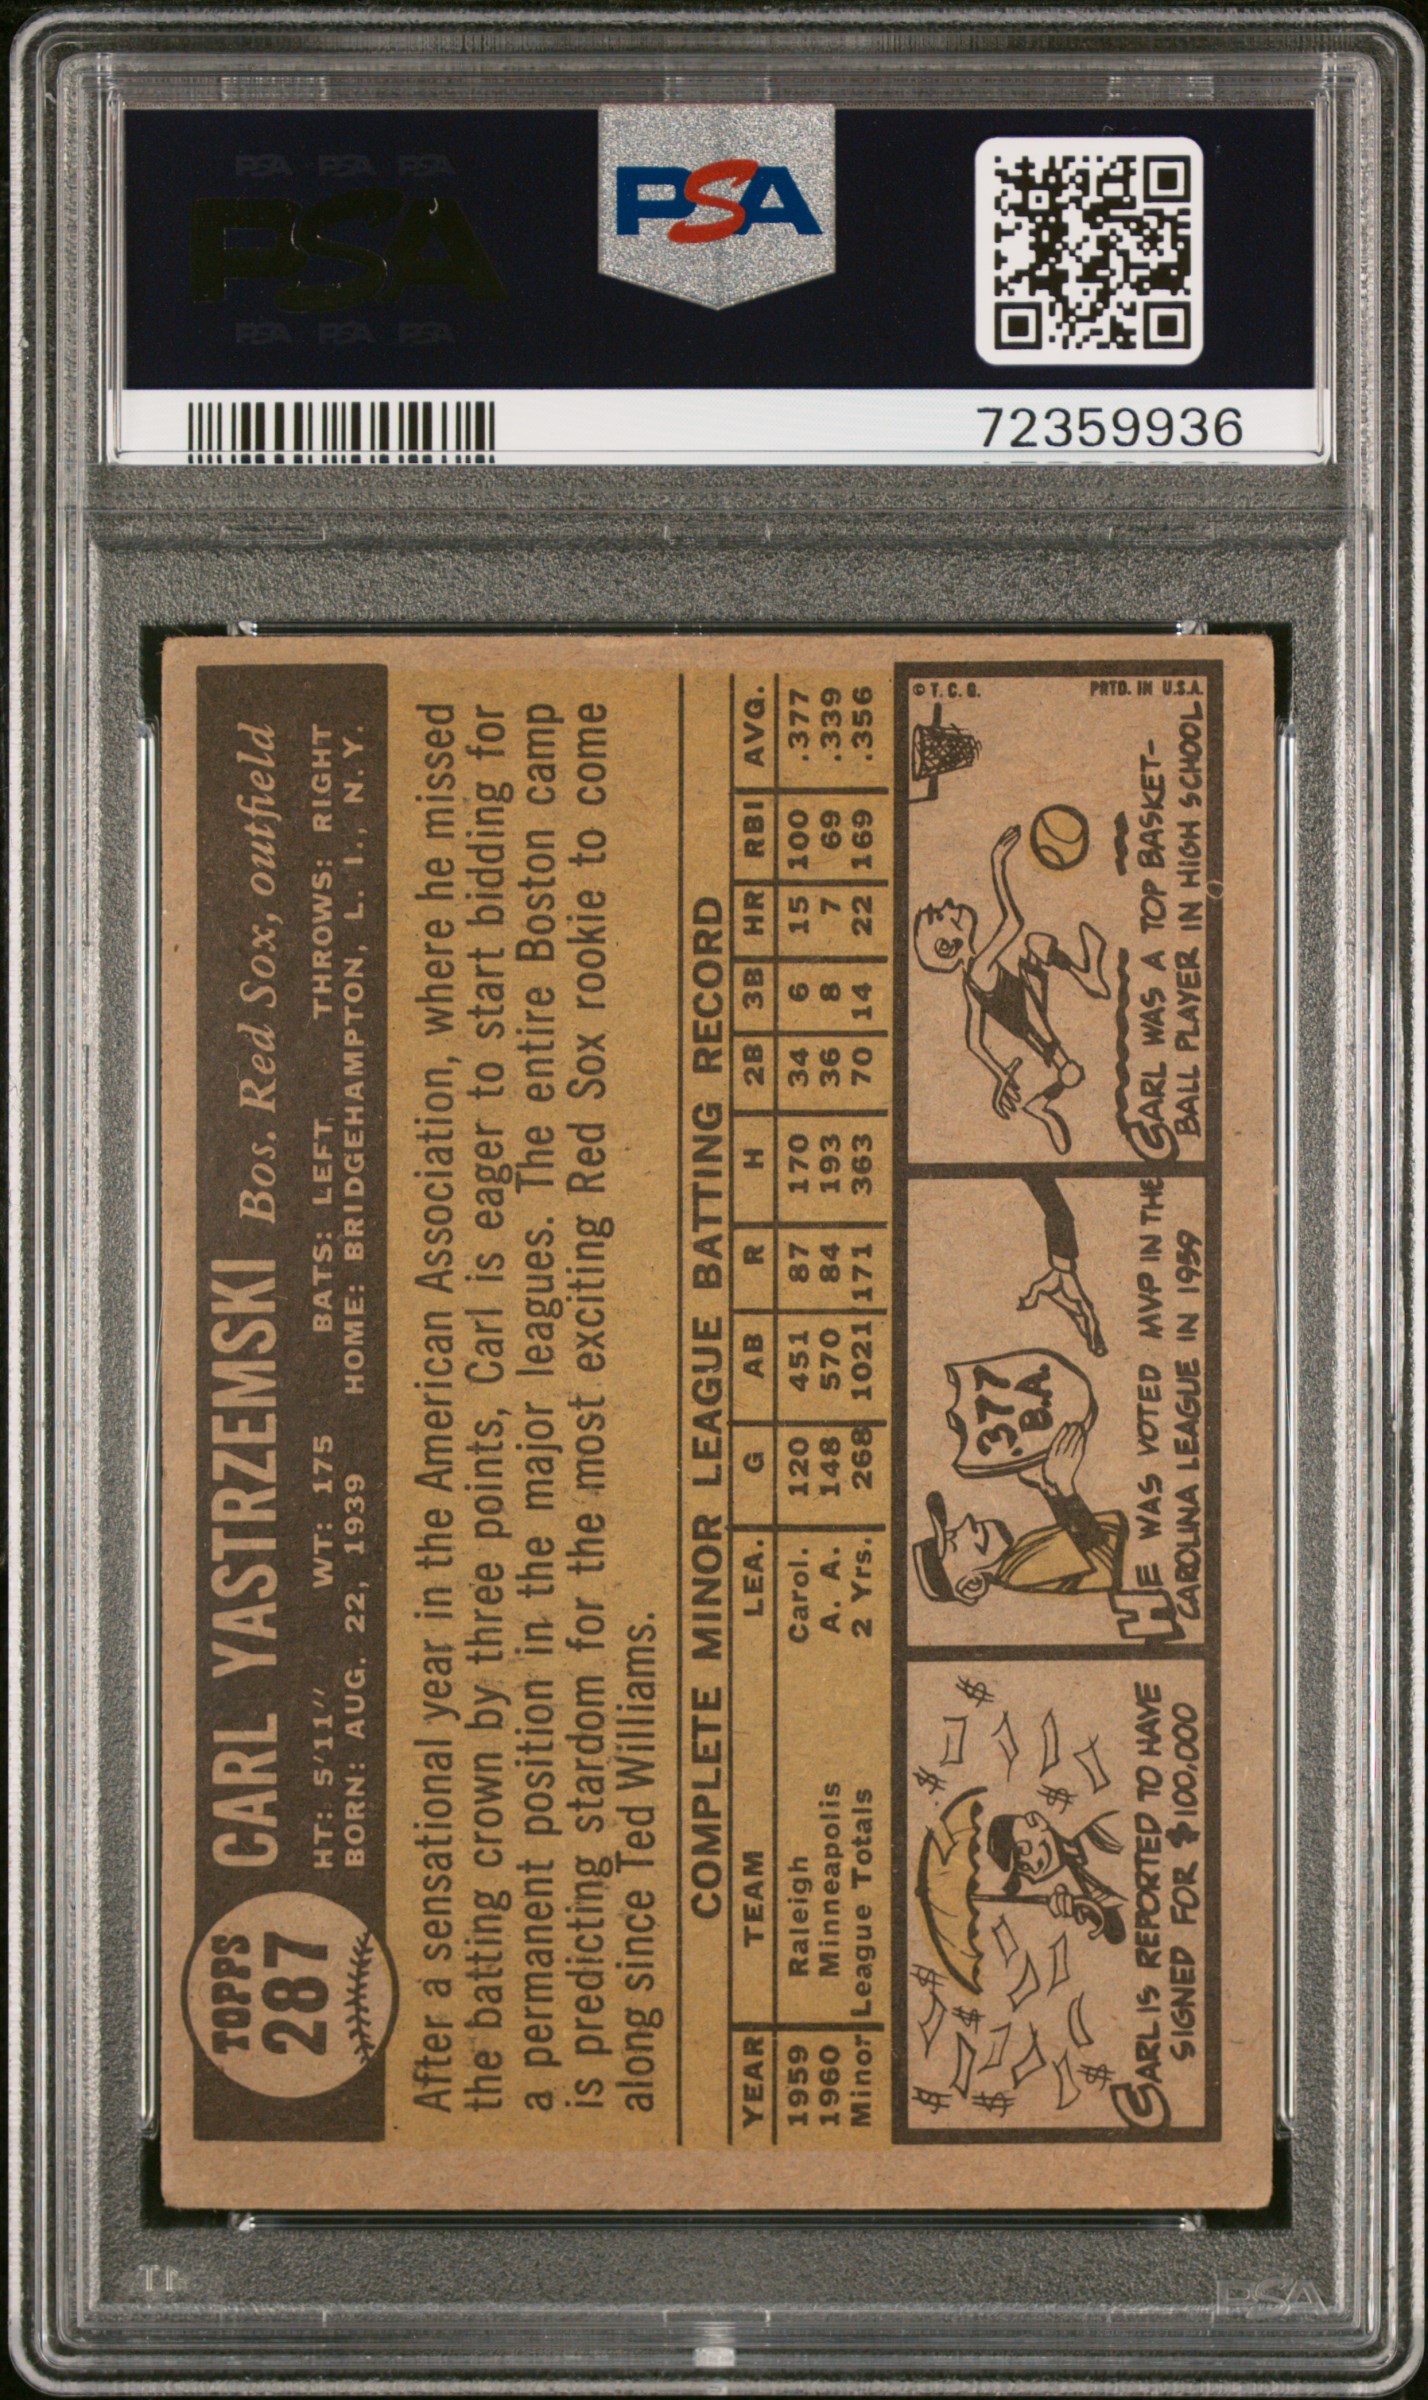 PSA PSA PSA
PSA
PSA PSA PSA
PSA
72359936
TOPPS
287
CARL YASTRZEMSKI Bos. Red Sox, outfield
HT: 5'11" WT: 175 BATS: LEFT THROWS: RIGHT
BORN: AUG. 22, 1939 HOME: BRIDGEHAMPTON, L. I., N. Y.
After a sensational year in the American Association, where he missed
the batting crown by three points, Carl is eager to start bidding for
a permanent position in the major leagues. The entire Boston camp
is predicting stardom for the most exciting Red Sox rookie to come
along since Ted Williams.
COMPLETE MINOR LEAGUE BATTING RECORD
YEAR TEAM LEA. G AB R H 2B 3B HR RBI AVG.
1959 Raleigh Carol. 120 451 87 170 34 6 15 100 .377
1960 Minneapolis A. A. 148 570 84 193 36 8 7 69 .339
Minor League Totals 2 Yrs. 268 1021 171 363 70 14 22 169 .356
CARL IS REPORTED TO HAVE
SIGNED FOR $100,000
.377
B.A.
HE WAS VOTED MVP IN THE
CAROLINA LEAGUE IN 1959
© T. C. G. PRTD. IN U.S.A.
CARL WAS A TOP BASKET-
BALL PLAYER IN HIGH SCHOOL
PSA